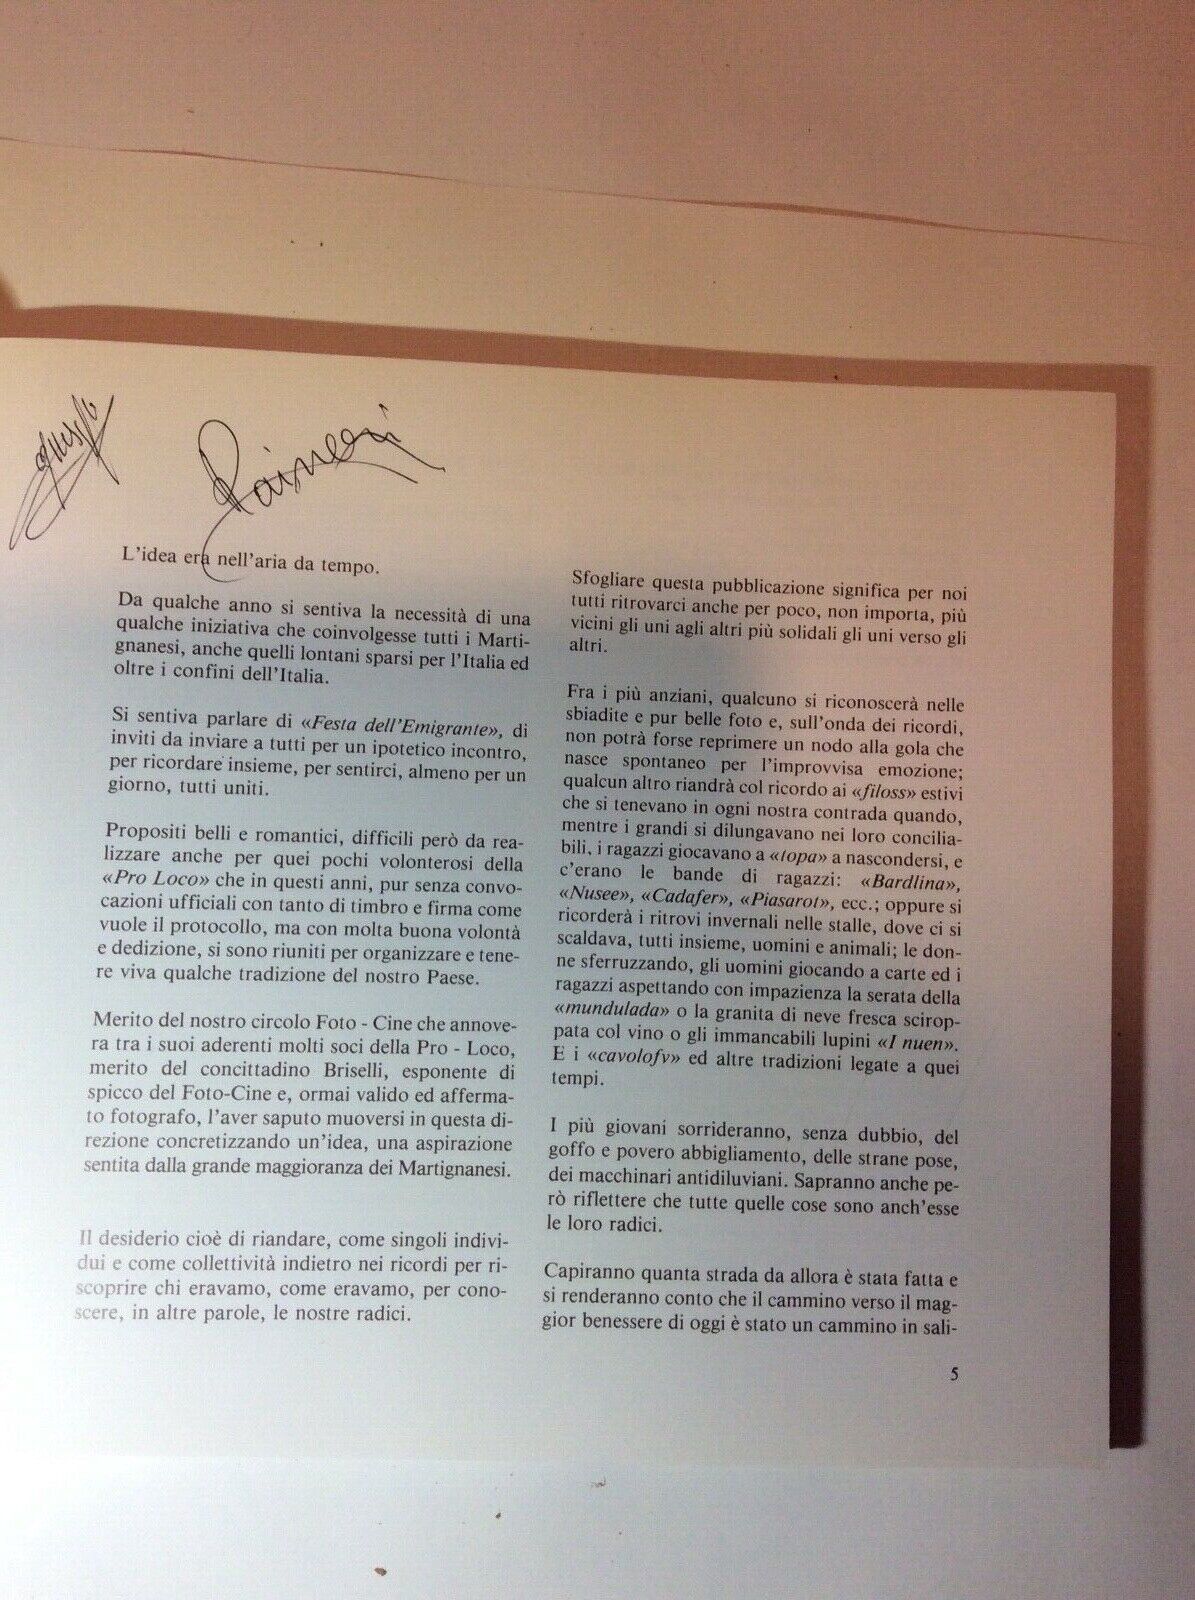 L'idea era nell'aria da tempo.
Da qualche anno si sentiva la necessità di una
qualche iniziativa che coinvolgesse tutti i Marti-
gnanesi, anche quelli lontani sparsi per l'Italia ed
oltre i confini dell'Italia.
Si sentiva parlare di «Festa dell'Emigrante», di
inviti da inviare a tutti per un ipotetico incontro,
per ricordare insieme, per sentirci, almeno per un
giorno, tutti uniti.
Propositi belli e romantici, difficili però da rea-
lizzare anche per quei pochi volonterosi della
«Pro Loco» che in questi anni, pur senza convo-
cazioni ufficiali con tanto di timbro e firma come
vuole il protocollo, ma con molta buona volontà
e dedizione, si sono riuniti per organizzare e tene-
re viva qualche tradizione del nostro Paese.
Merito del nostro circolo Foto - Cine che annove-
ra tra i suoi aderenti molti soci della Pro - Loco,
merito del concittadino Briselli, esponente di
spicco del Foto-Cine e, ormai valido ed afferma-
to fotografo, l'aver saputo muoversi in questa di-
rezione concretizzando un'idea, una aspirazione
sentita dalla grande maggioranza dei Martignanesi.
Il desiderio cioè di riandare, come singoli indivi-
dui e come collettività indietro nei ricordi per ri-
scoprire chi eravamo, come eravamo, per cono-
scere, in altre parole, le nostre radici.
Sfogliare questa pubblicazione significa per noi
tutti ritrovarci anche per poco, non importa, più
vicini gli uni agli altri più solidali gli uni verso gli
altri.
Fra i più anziani, qualcuno si riconoscerà nelle
sbiadite e pur belle foto e, sull'onda dei ricordi,
non potrà forse reprimere un nodo alla gola che
nasce spontaneo per l'improvvisa emozione;
qualcun altro riandrà col ricordo ai «filoss» estivi
che si tenevano in ogni nostra contrada quando,
mentre i grandi si dilungavano nei loro concilia-
bili, i ragazzi giocavano a «topa» a nascondersi, e
c'erano le bande di ragazzi: «Bardlina»,
«Nusee», «Cadafer», «Piasarot», ecc.; oppure si
ricorderà i ritrovi invernali nelle stalle, dove ci si
scaldava, tutti insieme, uomini e animali; le don-
ne sferruzzando, gli uomini giocando a carte ed i
ragazzi aspettando con impazienza la serata della
«mundulada» o la granita di neve fresca scirop-
pata col vino o gli immancabili lupini «I nuen».
E i «cavolofv» ed altre tradizioni legate a quei
tempi.
I più giovani sorrideranno, senza dubbio, del
goffo e povero abbigliamento, delle strane pose,
dei macchinari antidiluviani. Sapranno anche pe-
rò riflettere che tutte quelle cose sono anch'esse
le loro radici.
Capiranno quanta strada da allora è stata fatta e
si renderanno conto che il cammino verso il mag-
gior benessere di oggi è stato un cammino in sali-
5